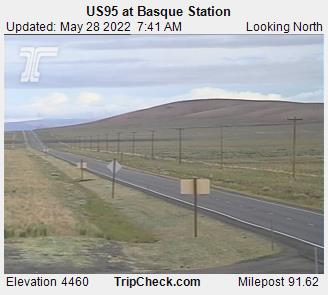 US95 at Basque Station
Updated: May 28 2022 7:41 AM Looking North
Elevation 4460 TripCheck.com Milepost 91.62